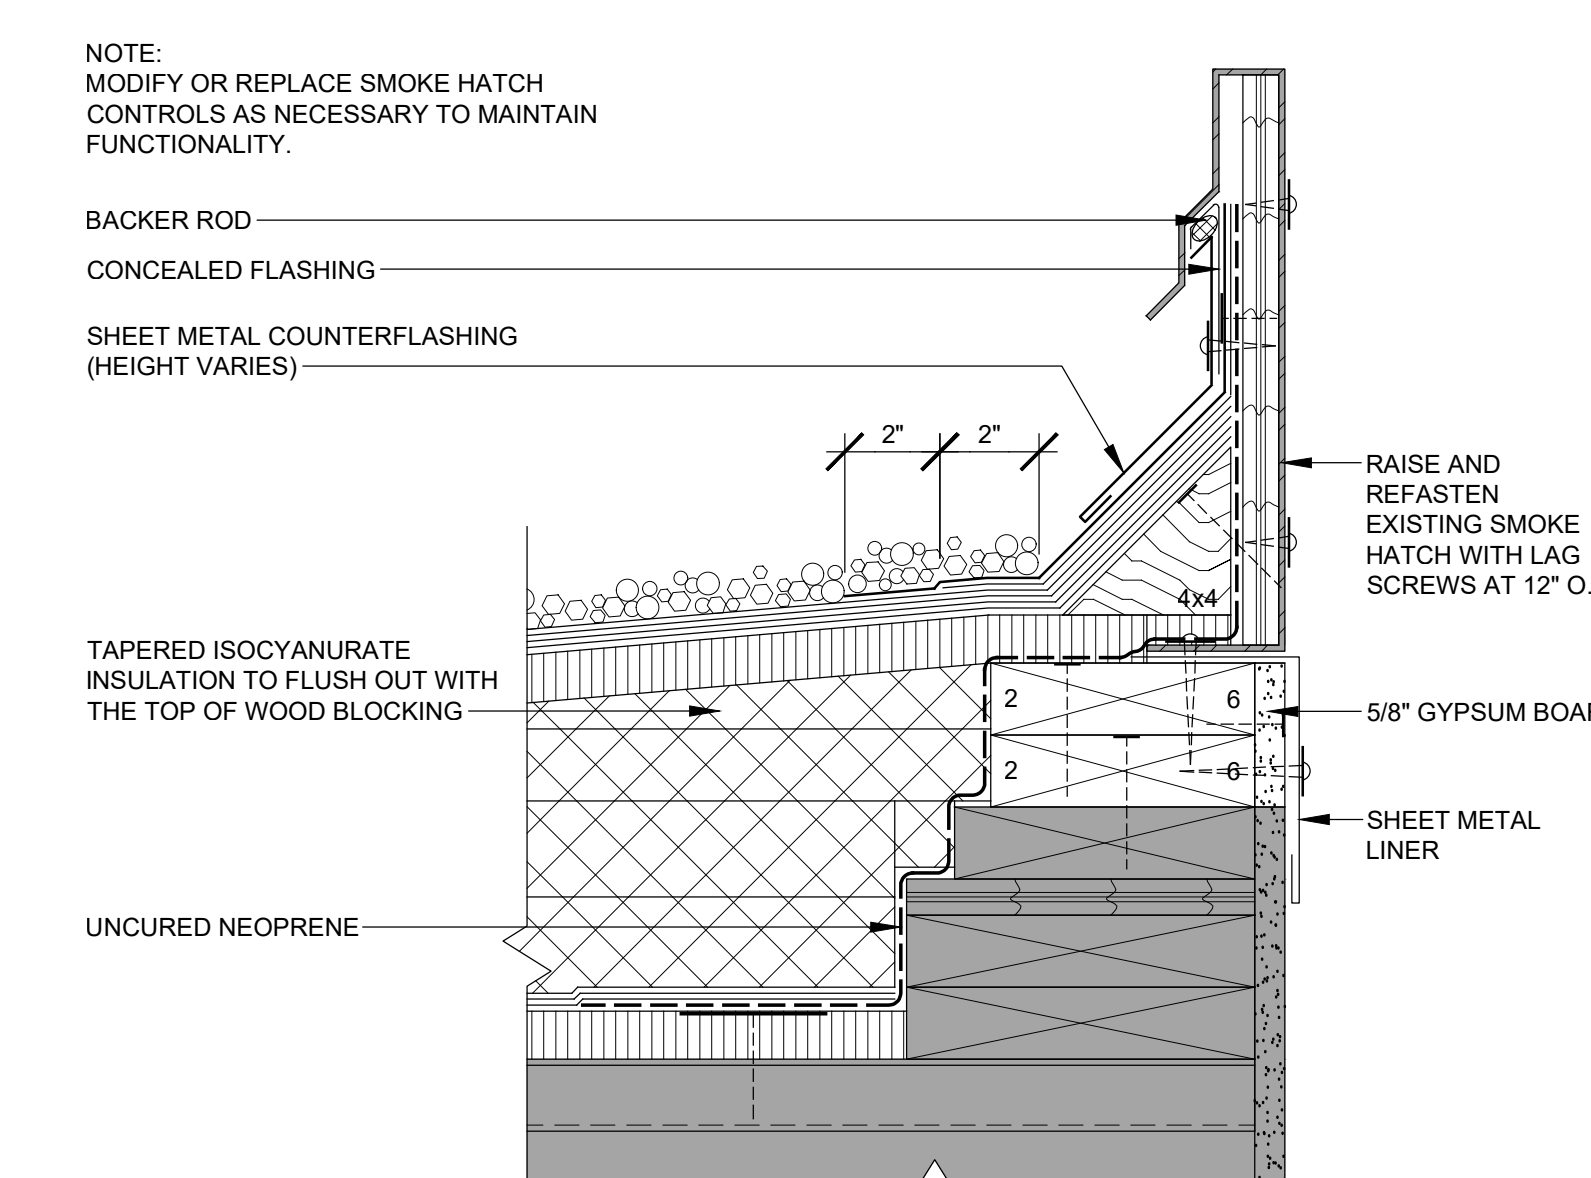 NOTE:
MODIFY OR REPLACE SMOKE HATCH
CONTROLS AS NECESSARY TO MAINTAIN
FUNCTIONALITY.
BACKER ROD
CONCEALED FLASHING
SHEET METAL COUNTERFLASHING
(HEIGHT VARIES)
2" 2"
RAISE AND
REFASTEN
EXISTING SMOKE
HATCH WITH LAG
SCREWS AT 12" O.
4x4
TAPERED ISOCYANURATE
INSULATION TO FLUSH OUT WITH
THE TOP OF WOOD BLOCKING
2 6
5/8" GYPSUM
2 6
SHEET METAL
LINER
UNCURED NEOPRENE